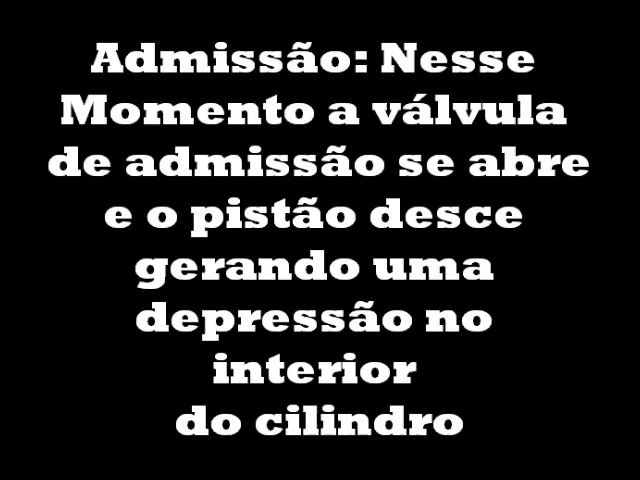 Admissão: Nesse
Momento a válvula
de admissão se abre
e o pistão desce
gerando uma
depressão no
interior
do cilindro